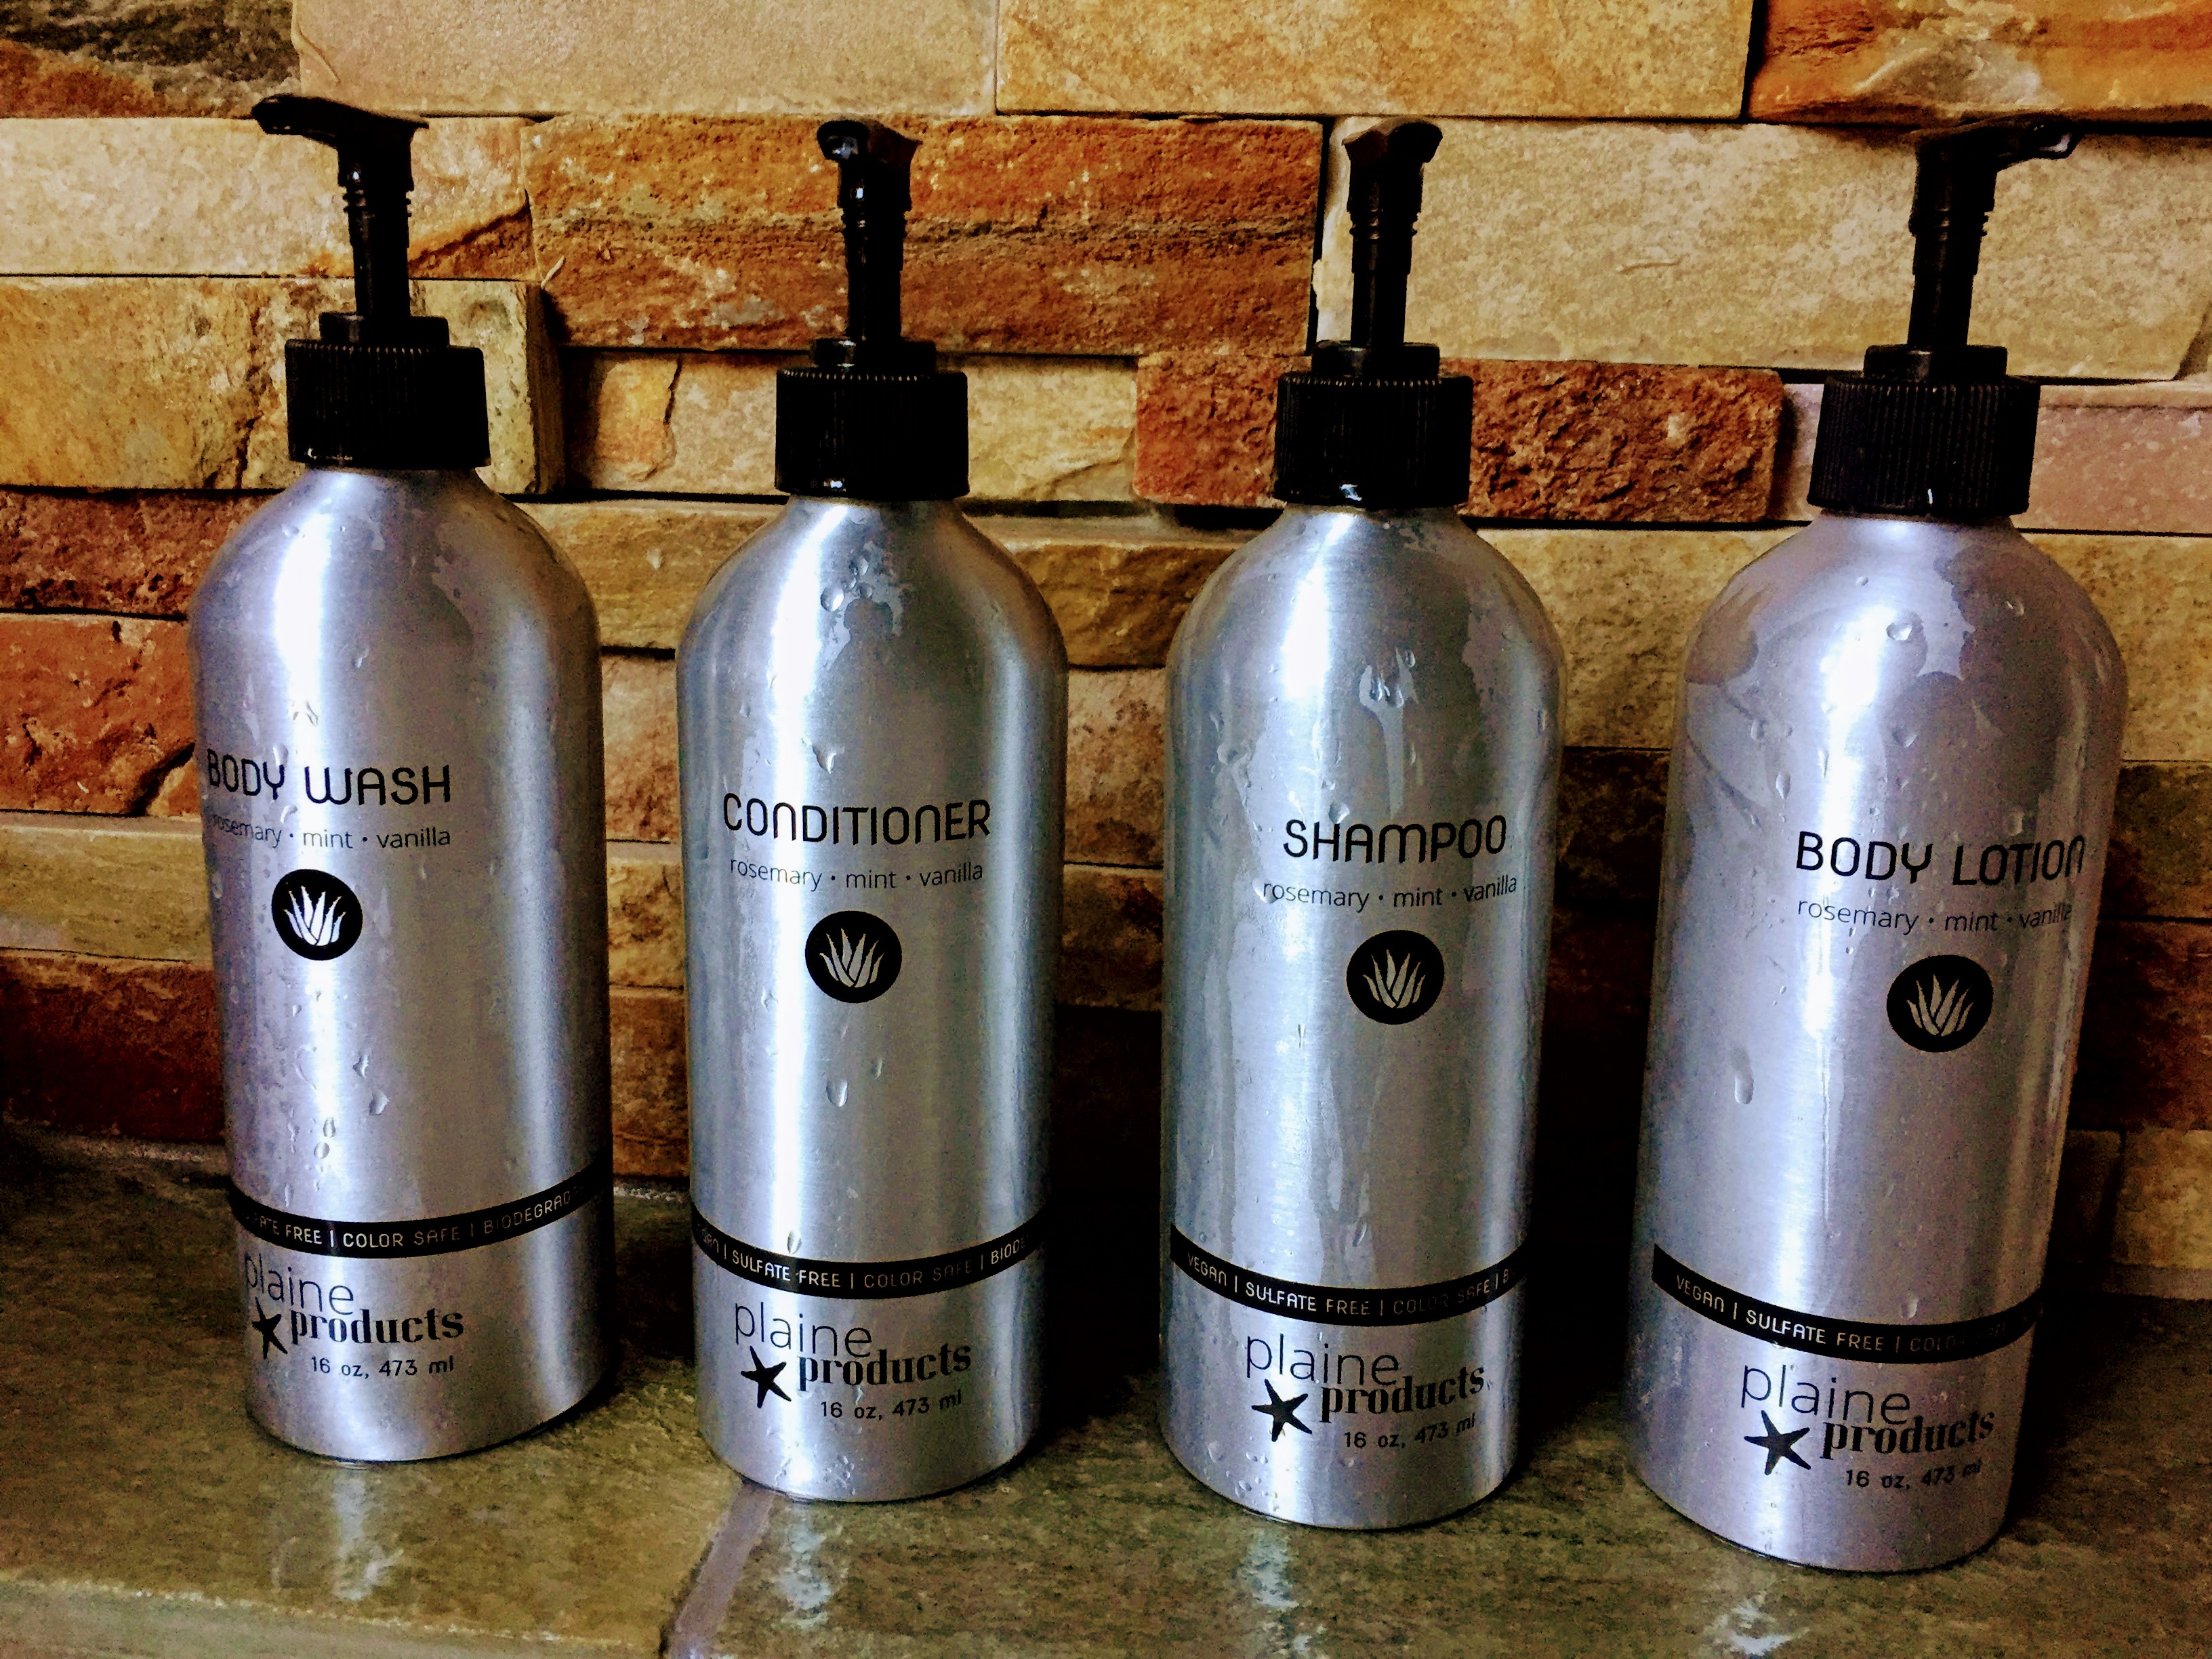 BODY WASH
rosemary • mint • vanilla
FREE | COLOR SAFE |
plaine
products
16 oz, 473 ml
CONDITIONER
rosemary • mint • vanilla
| SULFATE FREE | COLOR SAFE |
plaine
products
16 oz, 473 ml
SHAMPOO
rosemary • mint • vanilla
VEGAN | SULFATE FREE | COLOR SAFE |
plaine
products
16 oz, 473 ml
BODY LOTION
rosemary • mint • vanilla
VEGAN | SULFATE FREE |
plaine
products
16 oz, 473 ml